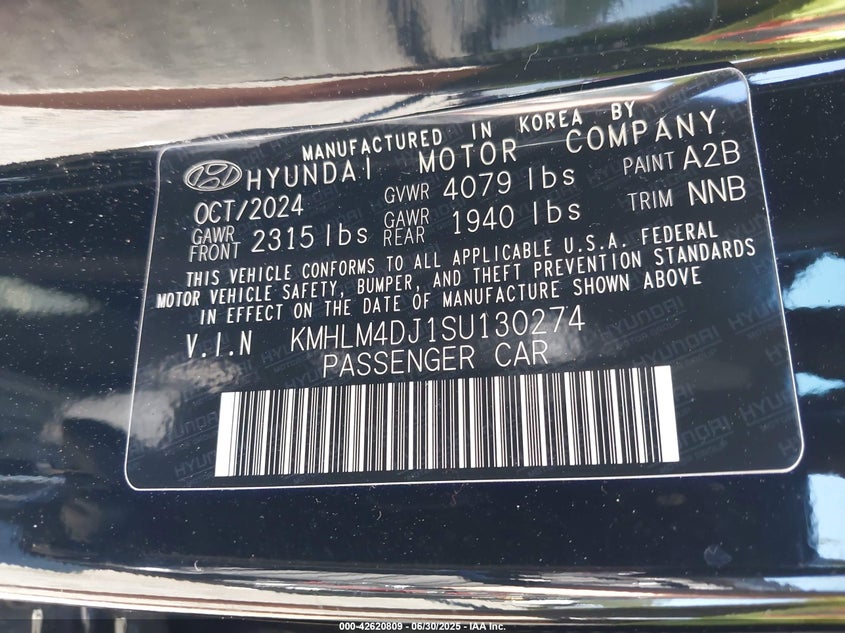 MANUFACTURED IN KOREA BY
HYUNDAI MOTOR COMPANY
OCT/2024 GVWR 4079 lbs PAINT A2B
GAWR FRONT 2315 lbs GAWR REAR 1940 lbs TRIM NNB
THIS VEHICLE CONFORMS TO ALL APPLICABLE U.S.A. FEDERAL
MOTOR VEHICLE SAFETY, BUMPER, AND THEFT PREVENTION STANDARDS
IN EFFECT ON THE DATE OF MANUFACTURE SHOWN ABOVE
V.I.N KMHLM4DJ1SU130274
PASSENGER CAR
000-42620809 - 06/30/2025 - IAA Inc.